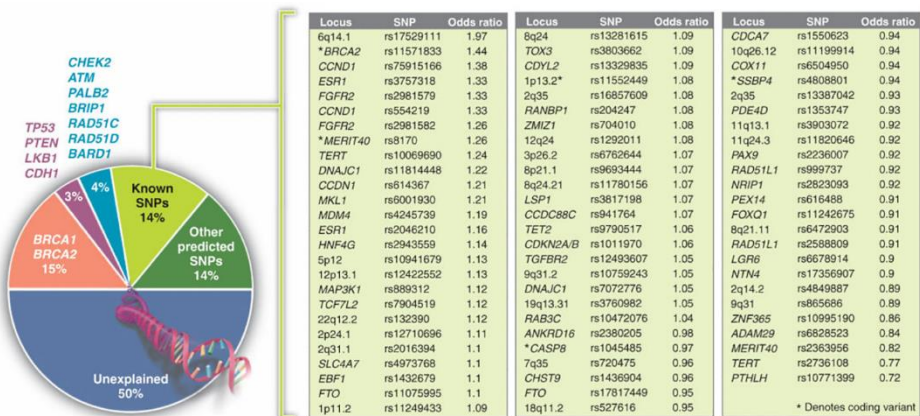 CHEK2
ATM
PALB2
BRIP1
RAD51C
RAD51D
BARD1
TP53
PTEN
LKB1
CDH1
3%
4%
Known
SNPs
14%
Other
predicted
SNPs
14%
BRCA1
BRCA2
15%
Unexplained
50%
Locus SNP Odds ratio
6q14.1 rs17529111 1.97
*BRCA2 rs11571833 1.44
CCND1 rs75915166 1.38
ESR1 rs3757318 1.33
FGFR2 rs2981579 1.33
CCND1 rs554219 1.33
FGFR2 rs2981582 1.26
*MERIT40 rs8170 1.26
TERT rs10069690 1.24
DNAJC1 rs11814448 1.22
CCDN1 rs614367 1.21
MKL1 rs6001930 1.21
MDM4 rs4245739 1.19
ESR1 rs2046210 1.16
HNF4G rs2943559 1.14
5p12 rs10941679 1.13
12p13.1 rs12422552 1.13
MAP3K1 rs889312 1.12
TCF7L2 rs7904519 1.12
22q12.2 rs132390 1.12
2p24.1 rs12710696 1.11
2q31.1 rs2016394 1.1
SLC4A7 rs4973768 1.1
EBF1 rs1432679 1.1
FTO rs11075995 1.1
1p11.2 rs11249433 1.09
Locus SNP Odds ratio
8q24 rs13281615 1.09
TOX3 rs3803662 1.09
CDYL2 rs13329835 1.09
1p13.2* rs11552449 1.08
2q35 rs16857609 1.08
RANBP1 rs204247 1.08
ZMIZ1 rs704010 1.08
12q24 rs1292011 1.08
3p26.2 rs6762644 1.07
8p21.1 rs9693444 1.07
8q24.21 rs11780156 1.07
LSP1 rs3817198 1.07
CCDC88C rs941764 1.07
TET2 rs9790517 1.06
CDKN2A/B rs1011970 1.06
TGFBR2 rs12493607 1.05
9q31.2 rs10759243 1.05
DNAJC1 rs7072776 1.05
19q13.31 rs3760982 1.05
RAB3C rs10472076 1.04
ANKRD16 rs2380205 0.98
*CASP8 rs1045485 0.97
7q35 rs720475 0.96
CHST9 rs1436904 0.96
FTO rs17817449 0.95
18q11.2 rs527616 0.95
Locus SNP Odds ratio
CDCA7 rs1550623 0.94
10q26.12 rs11199914 0.94
COX11 rs6504950 0.94
*SSBP4 rs4808801 0.94
2q35 rs13387042 0.93
PDE4D rs1353747 0.93
11q13.1 rs3903072 0.92
11q24.3 rs11820646 0.92
PAX9 rs2236007 0.92
RAD51L1 rs999737 0.92
NRIP1 rs2823093 0.92
PEX14 rs616488 0.91
FOXQ1 rs11242675 0.91
8q21.11 rs6472903 0.91
RAD51L1 rs2588809 0.91
LGR6 rs6678914 0.9
NTN4 rs17356907 0.9
2q14.2 rs4849887 0.89
9q31 rs865686 0.89
ZNF365 rs10995190 0.86
ADAM29 rs6828523 0.84
MERIT40 rs2363956 0.82
TERT rs2736108 0.77
PTHLH rs10771399 0.72
* Denotes coding variant